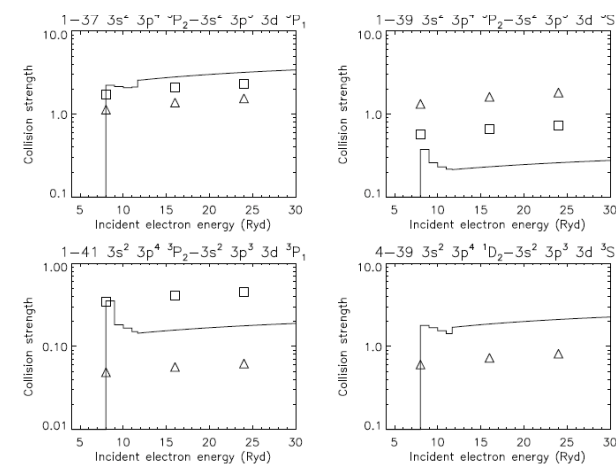 1-37 3s² 3p⁴ ³P₂-3s² 3p³ 3d ³P₁
10.0
1.0
0.1
Collision strength
5 10 15 20 25 30
Incident electron energy (Ryd)
1-39 3s² 3p⁴ ³P₂-3s² 3p³ 3d ³S
10.0
1.0
0.1
Collision strength
5 10 15 20 25 30
Incident electron energy (Ryd)
1-41 3s² 3p⁴ ³P₂-3s² 3p³ 3d ³P₁
1.00
0.10
0.01
Collision strength
5 10 15 20 25 30
Incident electron energy (Ryd)
4-39 3s² 3p⁴ ¹D₂-3s² 3p³ 3d ³S
10.0
1.0
0.1
Collision strength
5 10 15 20 25 30
Incident electron energy (Ryd)